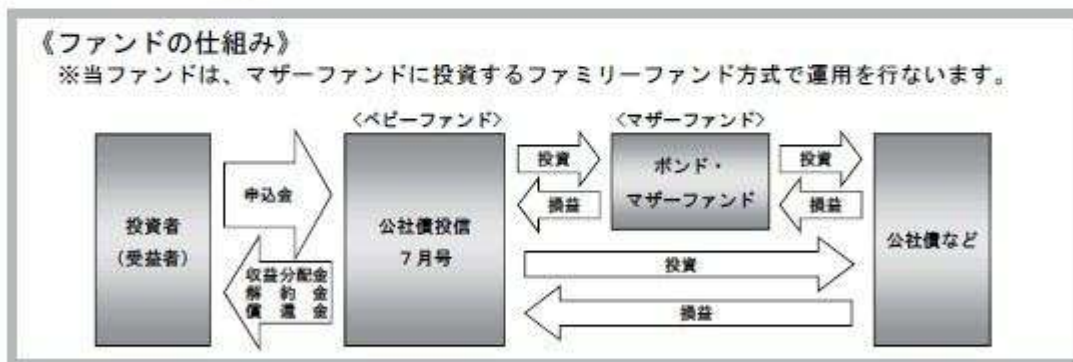 《ファンドの仕組み》
※当ファンドは、マザーファンドに投資するファミリーファンド方式で運用を行ないます。
〈ベビーファンド〉
〈マザーファンド〉
投資者
(受益者)
申込金
収益分配金
解約金
償還金
公社債投信
7月号
投資
損益
ボンド・
マザーファンド
投資
損益
投資
損益
公社債など